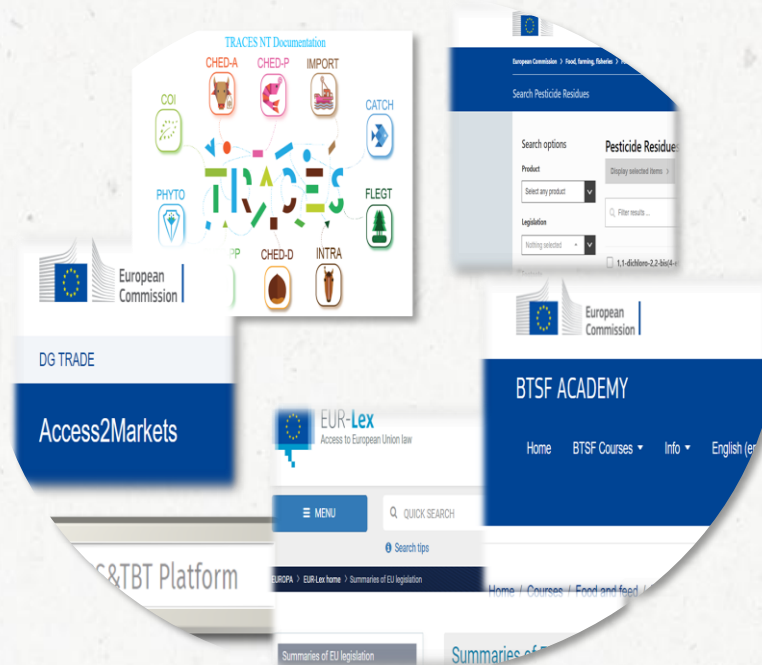 TRACES NT Documentation
CHED-A
CHED-P
IMPORT
COI
CATCH
TRACES
PHYTO
FLEGT
PP
CHED-D
INTRA
European Commission > Food, farming, fisheries >
Search Pesticide Residues
Search options
Pesticide Residues
Product
Display selected items >
Select any product
Filter results ...
Legislation
Nothing selected
1,1-dichloro-2,2-bis(4-
European
Commission
DG TRADE
Access2Markets
European
Commission
BTSF ACADEMY
Home
BTSF Courses
Info
English (en
Home / Courses / Food and feed /
EUR-Lex
Access to European Union law
MENU
QUICK SEARCH
Search tips
EUROPA > EUR-Lex home > Summaries of EU legislation
Summaries of EU legislation
Summaries of
S&TBT Platform